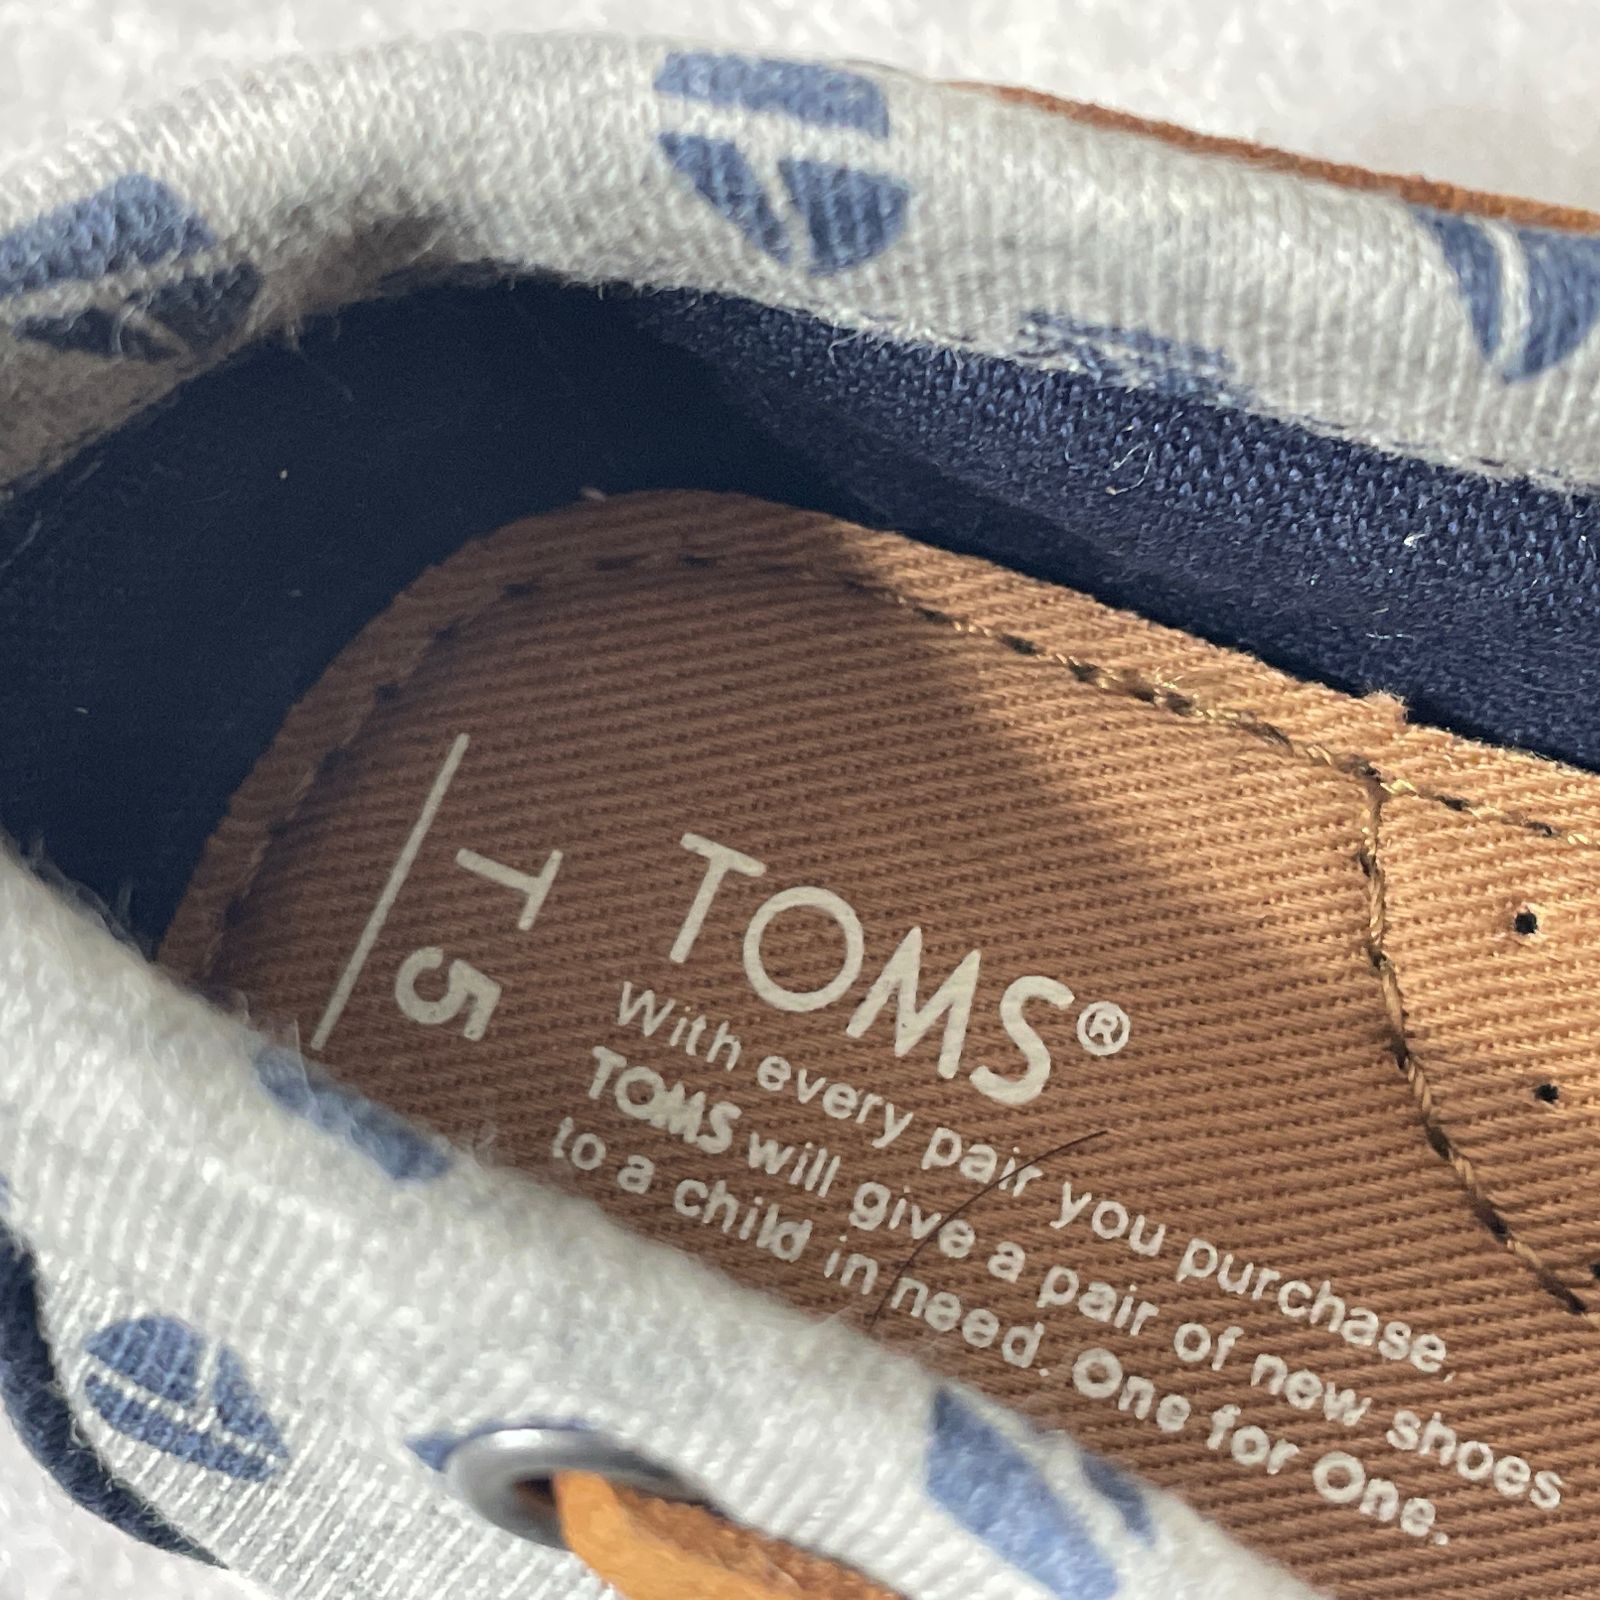 T 5
TOMS®
With every pair you purchase,
TOMS will give a pair of new shoes
to a child in need. One for One.